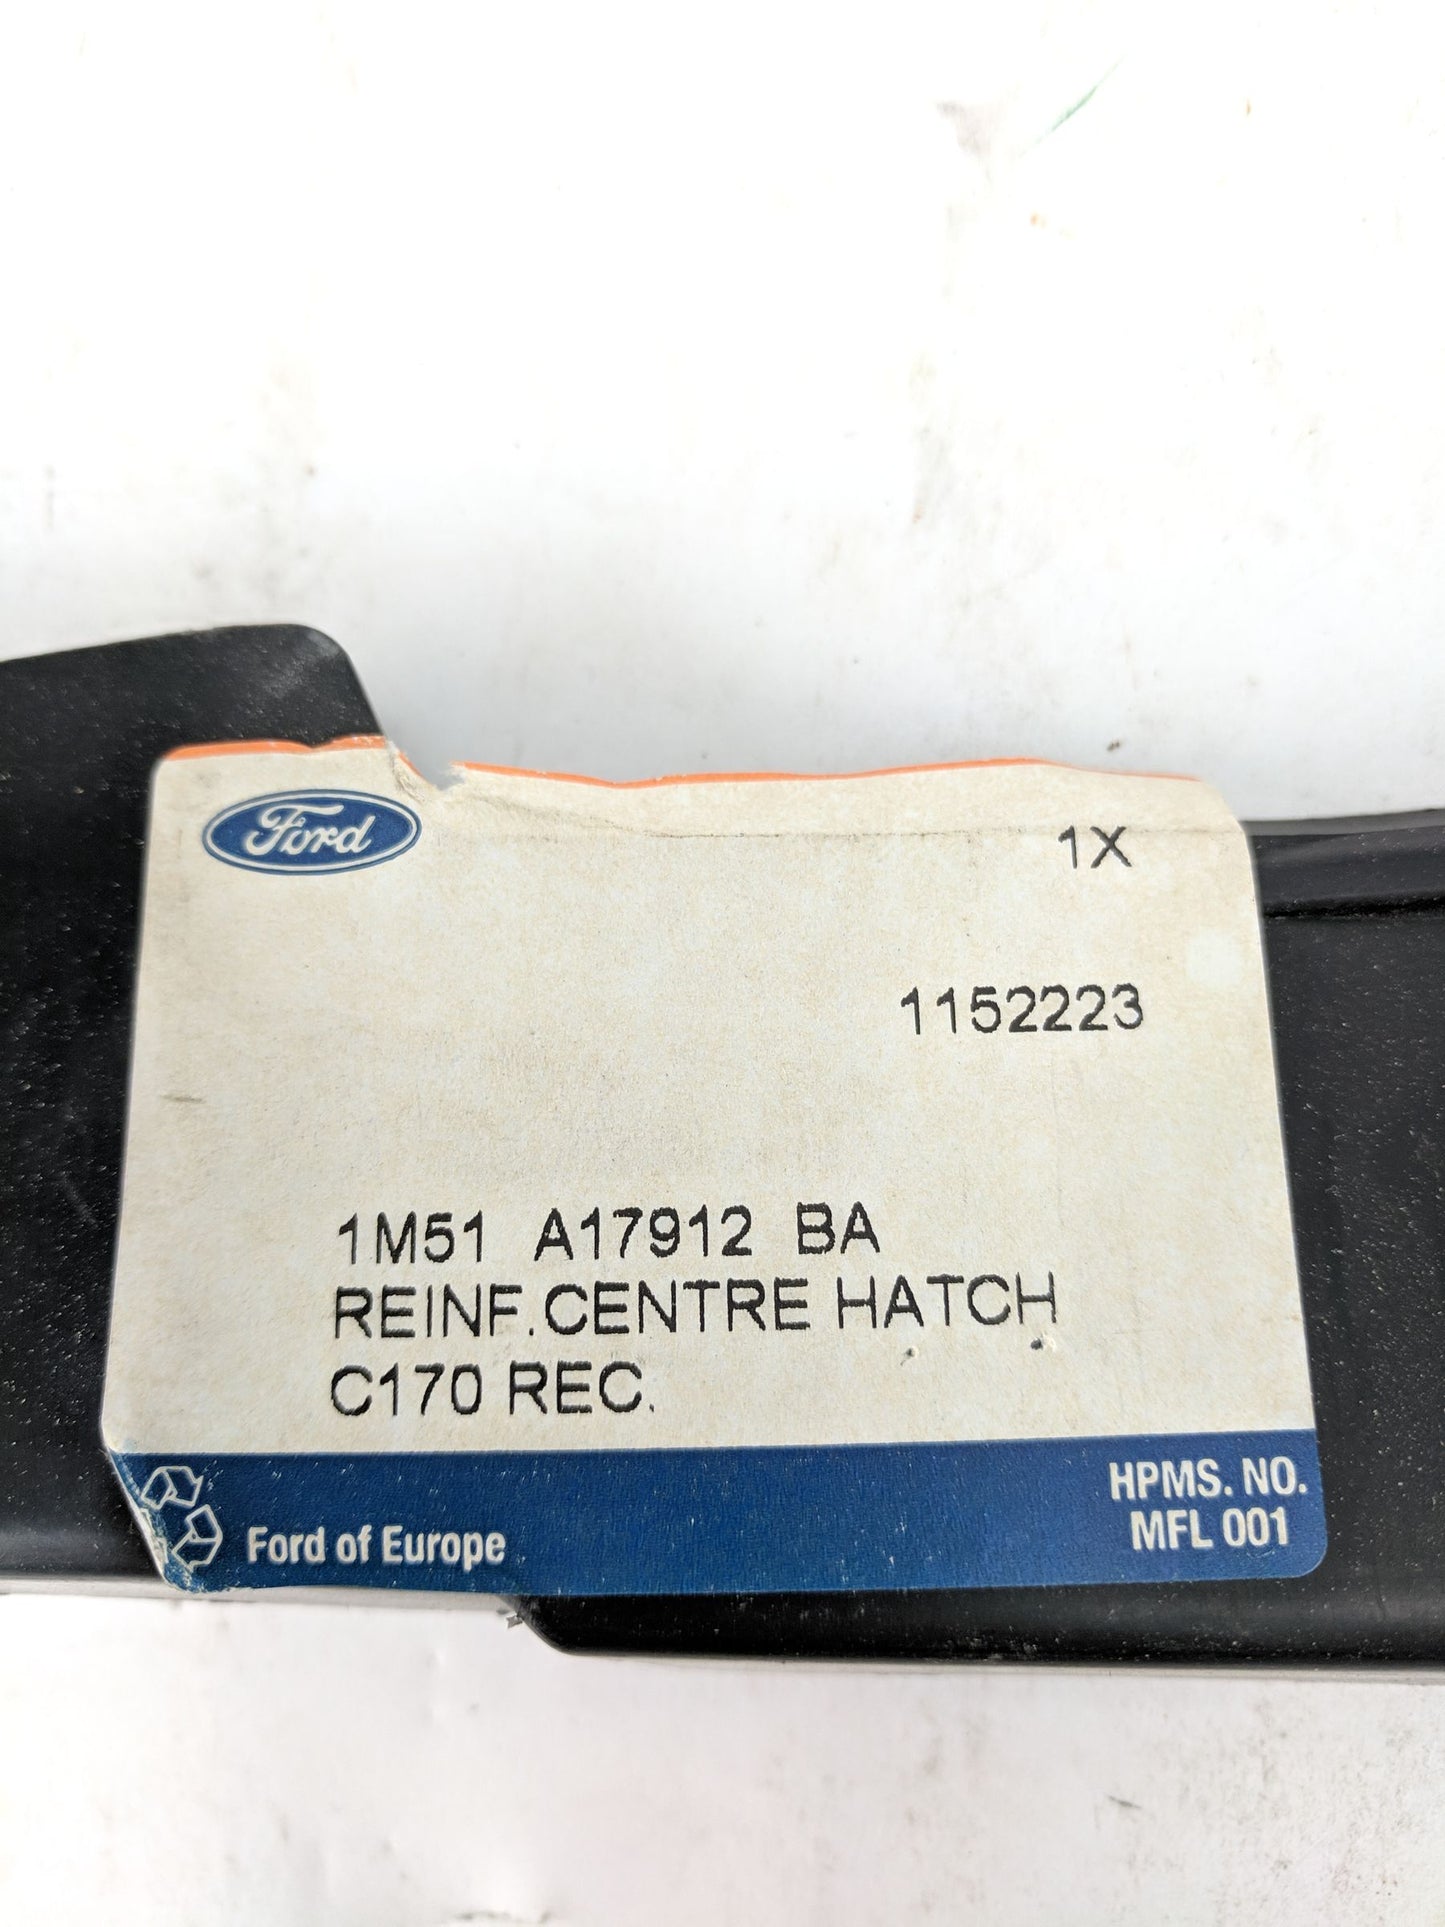 Ford
1X
1152223
1M51 A17912 BA
REINF.CENTRE HATCH
C170 REC.
HPMS. NO.
MFL 001
Ford of Europe